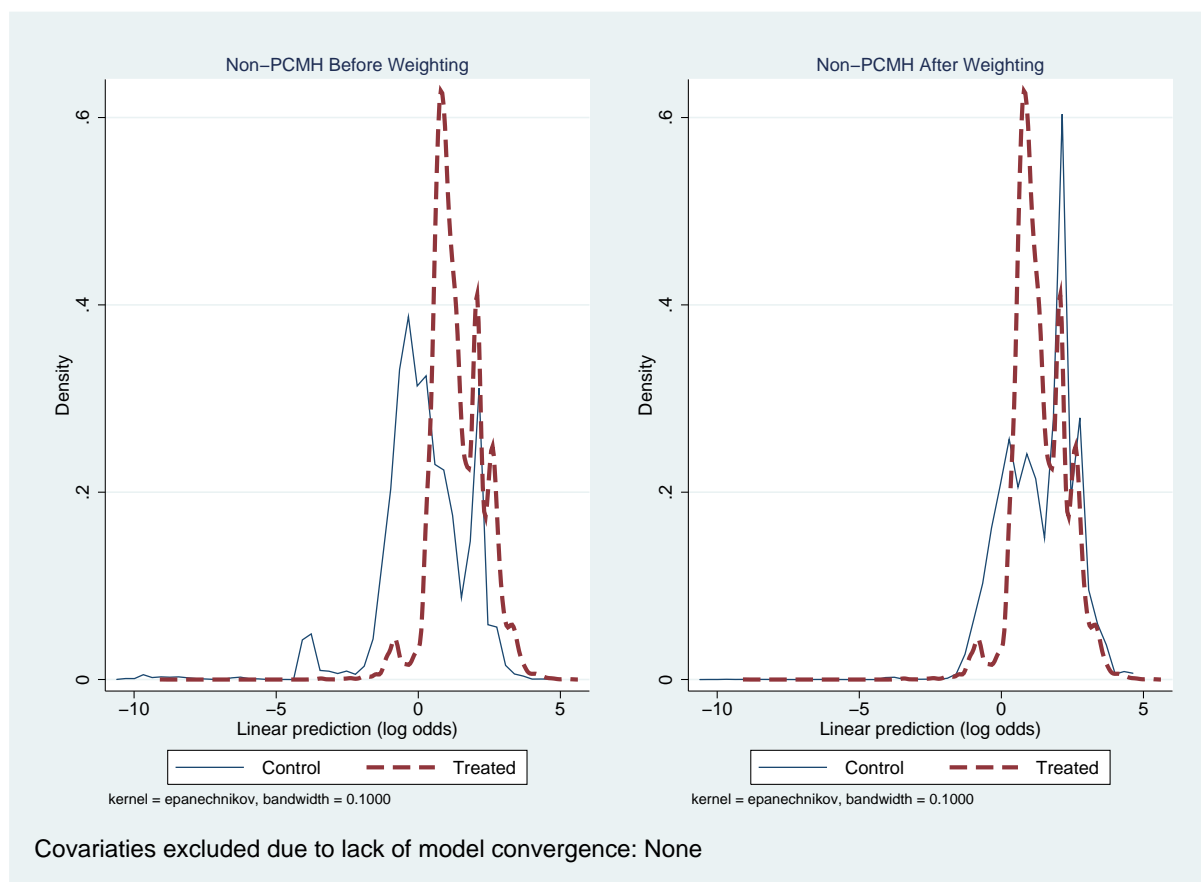 Non−PCMH Before Weighting
.6
.4
.2
0
Density
−10 0 5
−5
Linear prediction (log odds)
Control Treated
kernel = epanechnikov, bandwidth = 0.1000
Non−PCMH After Weighting
.6
.4
.2
0
Density
−10 −5 0 5
Linear prediction (log odds)
Control Treated
kernel = epanechnikov, bandwidth = 0.1000
Covariaties excluded due to lack of model convergence: None